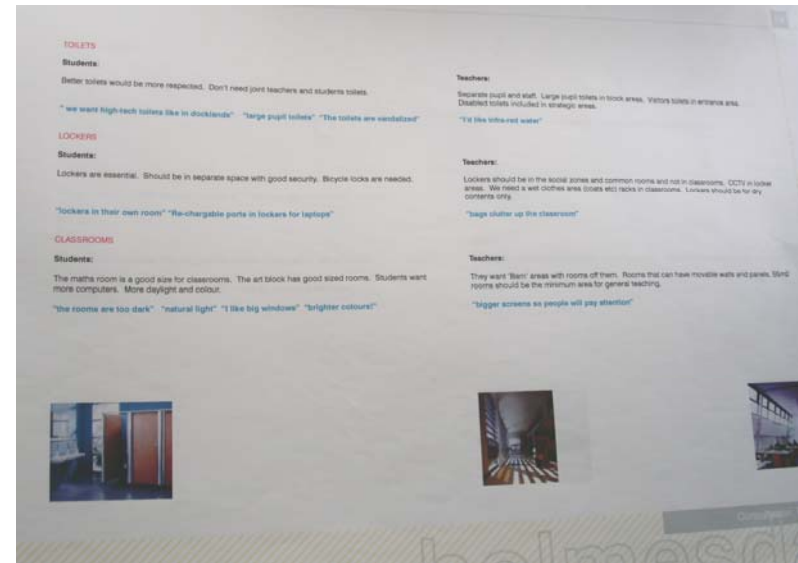 TOILETS
Students:
Better toilets would be more respected. Don't need joint teachers and students toilets.
" we want high-tech toilets like in docklands" "large pupil toilets" "The toilets are vandalized"
Teachers:
Separate pupil and staff. Large pupil toilets in block areas. Visitors toilets in entrance area.
Disabled toilets included in strategic areas.
"I'd like infra-red water"
LOCKERS
Students:
Lockers are essential. Should be in separate space with good security. Bicycle locks are needed.
"lockers in their own room" "Re-chargable ports in lockers for laptops"
Teachers:
Lockers should be in the social zones and common rooms and not in classrooms. CCTV in locker
areas. We need a wet clothes area (coats etc) racks in classrooms. Lockers should be for dry
contents only.
"bags clutter up the classroom"
CLASSROOMS
Students:
The maths room is a good size for classrooms. The art block has good sized rooms. Students want
more computers. More daylight and colour.
"the rooms are too dark" "natural light" "I like big windows" "brighter colours!"
Teachers:
They want areas with rooms off them. Rooms that can have movable walls and panels.
rooms should be the minimum area for general teaching.
"bigger screens so people will pay attention"
helmesd